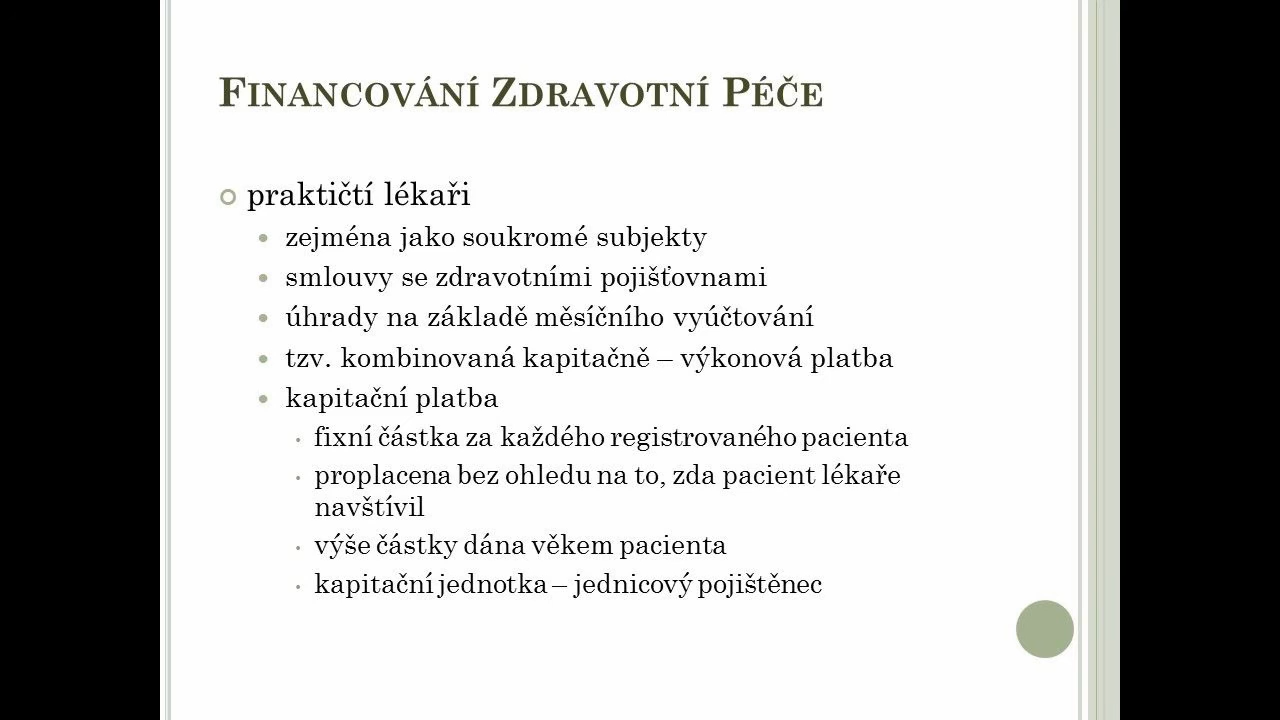 Financování Zdravotní Péče
praktičtí lékaři
zejména jako soukromé subjekty
smlouvy se zdravotními pojišťovnami
úhrady na základě měsíčního vyúčtování
tzv. kombinovaná kapitačně – výkonová platba
kapitační platba
fixní částka za každého registrovaného pacienta
proplacena bez ohledu na to, zda pacient lékaře
navštívil
výše částky dána věkem pacienta
kapitační jednotka – jednicový pojištěnec